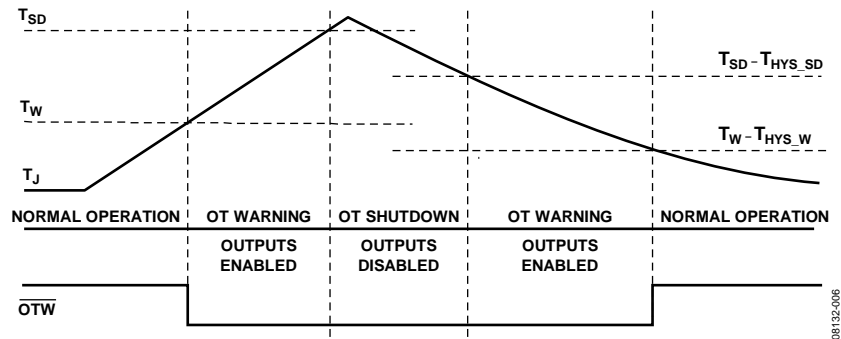 TSD
TSD – THYS_SD
TW
TW – THYS_W
TJ
NORMAL OPERATION OT WARNING OT SHUTDOWN OT WARNING NORMAL OPERATION
OUTPUTS ENABLED OUTPUTS DISABLED OUTPUTS ENABLED
OTW
08132-006